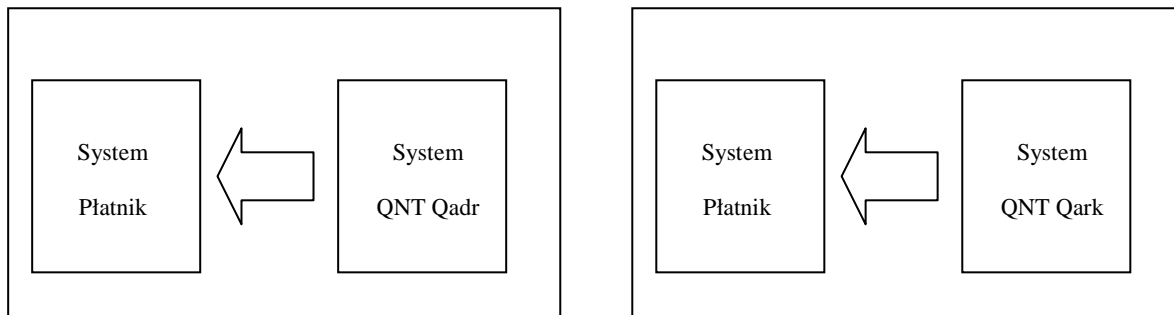 System
Płatnik
System
QNT Qadr
System
Płatnik
System
QNT Qark